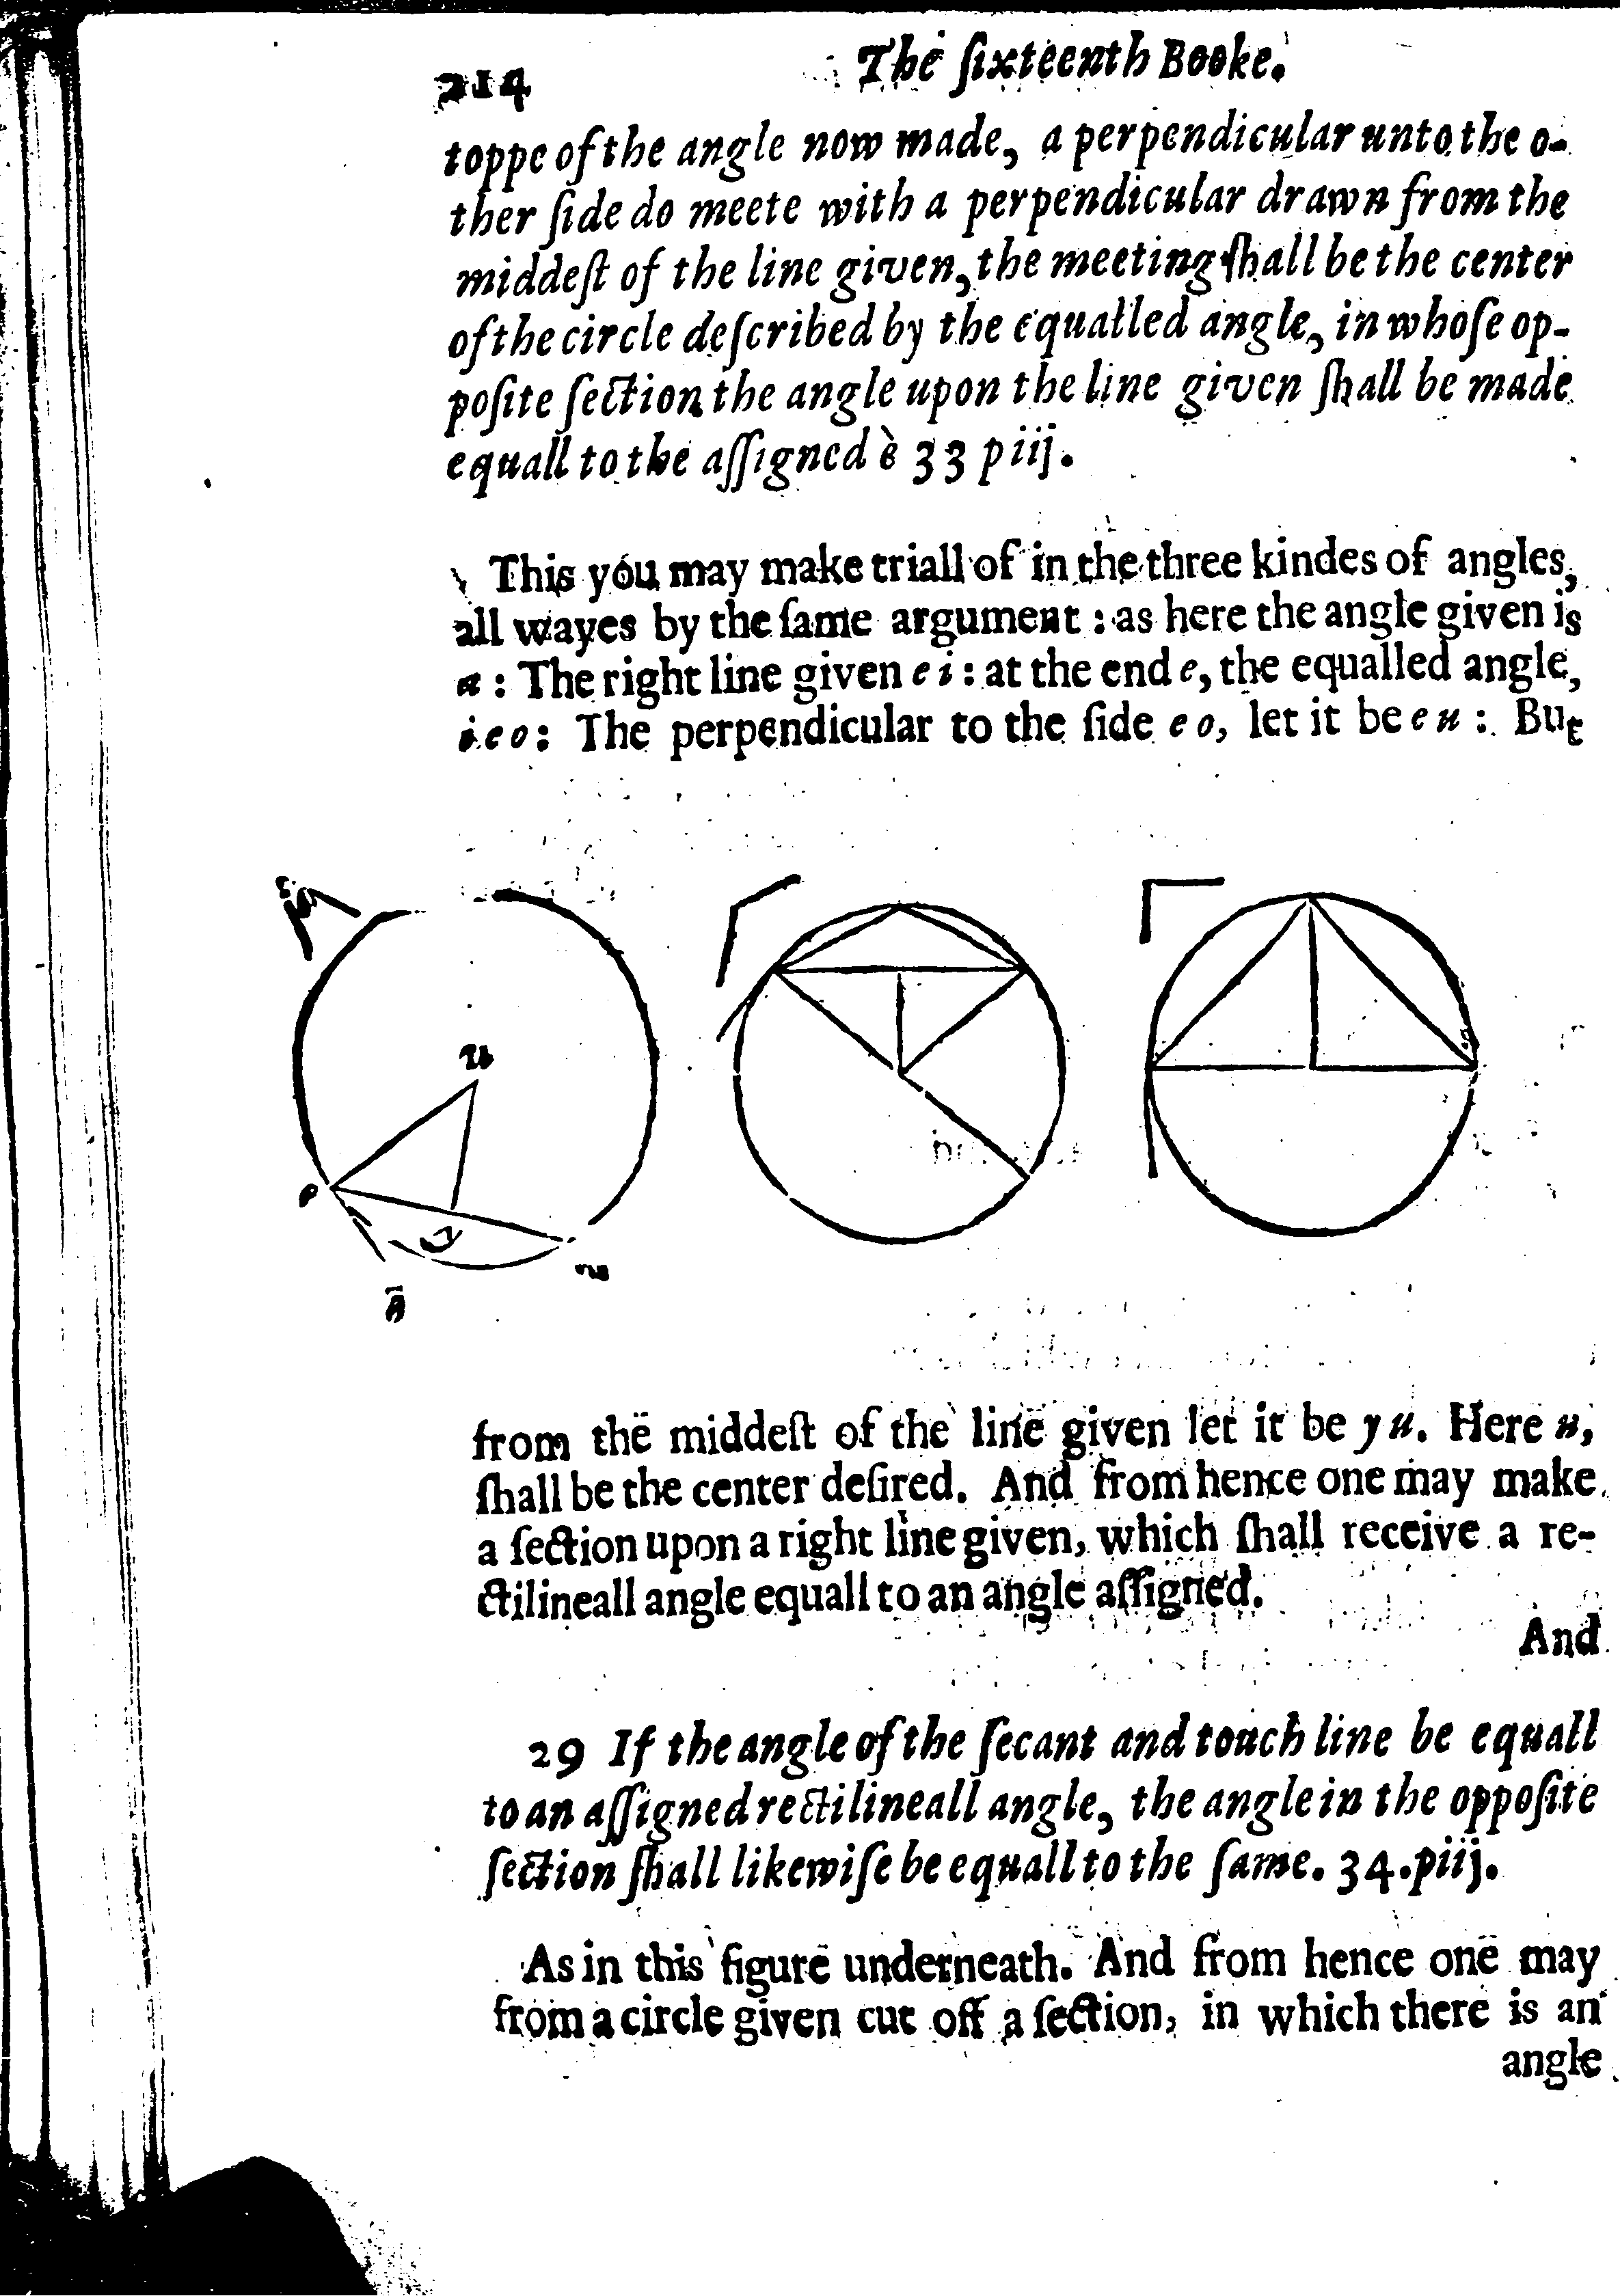 214 The ſixteenth Booke.
toppe of the angle now made, a perpendicular unto the o-
ther ſide do meete with a perpendicular drawn from the
middeſt of the line given, the meeting ſhall be the center
of the circle deſcribed by the equalled angle, in whoſe op-
poſite ſection the angle upon the line given ſhall be made
equall to the aſſigned è 33 p iij.
This you may make triall of in the three kindes of angles,
all wayes by the ſame argument : as here the angle given is
a : The right line given e i : at the end e, the equalled angle,
i e o : The perpendicular to the ſide e o, let it be e u : But
u
from the middeſt of the line given let it be y u. Here u,
ſhall be the center deſired. And from hence one may make
a ſection upon a right line given, which ſhall receive a re-
ctilineall angle equall to an angle aſſigned.
And
29 If the angle of the ſecant and touch line be equall
to an aſſigned rectilineall angle, the angle in the oppoſite
ſection ſhall likewiſe be equall to the ſame. 34. p iij.
As in this figure underneath. And from hence one may
from a circle given cut off a ſection, in which there is an
angle